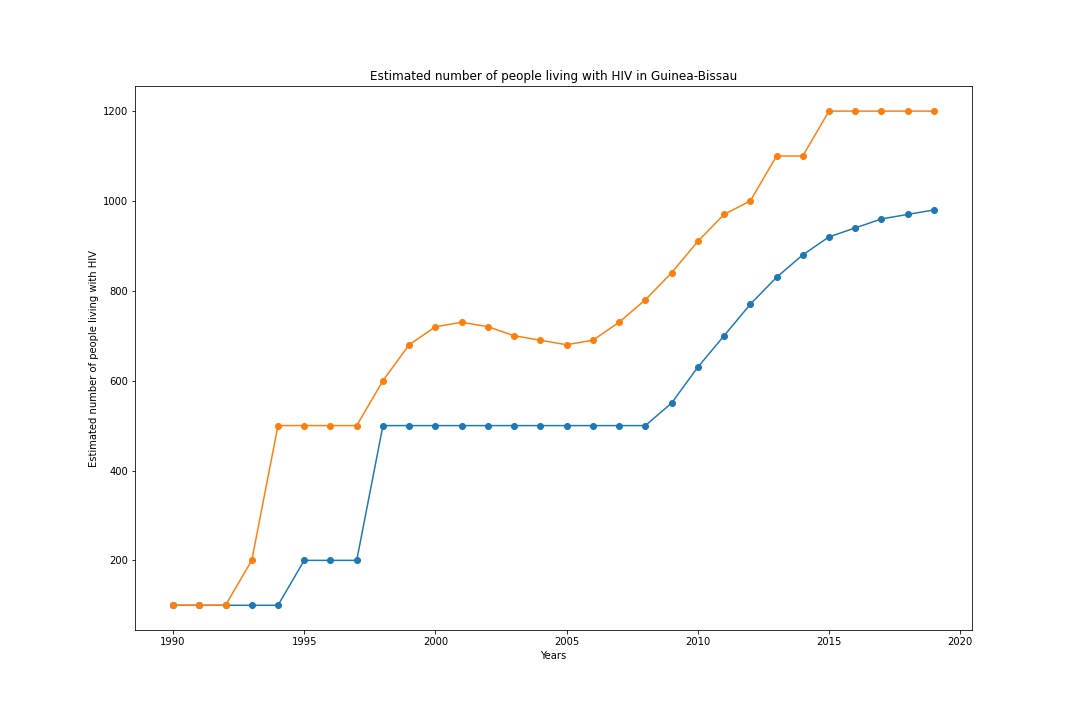 Estimated number of people living with HIV in Guinea-Bissau
Estimated number of people living with HIV
1200
1000
800
600
400
200
1990 1995 2000 2005 2010 2015 2020
Years